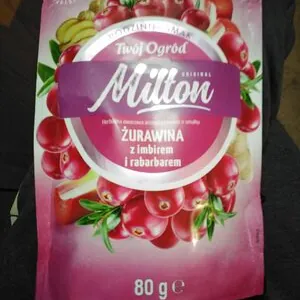 Twój Ogród
ORIGINAL
Milton
ŻURAWINA
z imbirem
i rabarbarem
80 g e